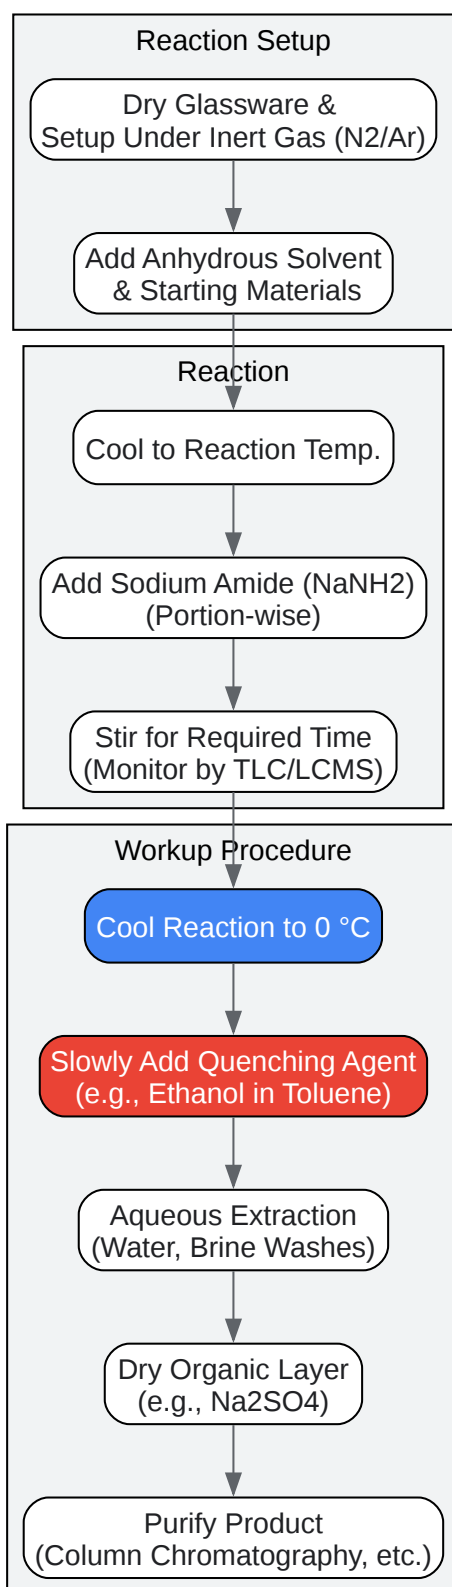 Reaction Setup
Dry Glassware &
Setup Under Inert Gas (N2/Ar)
Add Anhydrous Solvent
& Starting Materials
Reaction
Cool to Reaction Temp.
Add Sodium Amide (NaNH2)
(Portion-wise)
Stir for Required Time
(Monitor by TLC/LCMS)
Workup Procedure
Cool Reaction to 0 °C
Slowly Add Quenching Agent
(e.g., Ethanol in Toluene)
Aqueous Extraction
(Water, Brine Washes)
Dry Organic Layer
(e.g., Na2SO4)
Purify Product
(Column Chromatography, etc.)